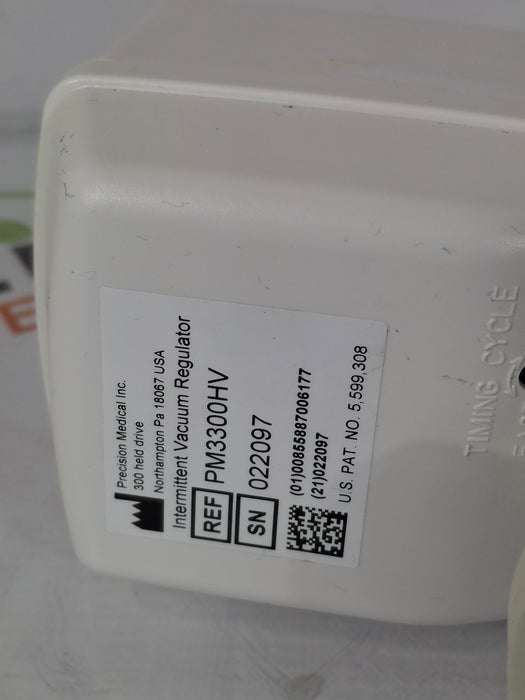 Precision Medical Inc.
300 held drive
Northampton Pa 18067 USA
Intermittent Vacuum Regulator
REF PM3300HV
SN 022097
(01)00855887006177
(21)022097
U.S. PAT. NO. 5,599,308
TIMING CYCLE